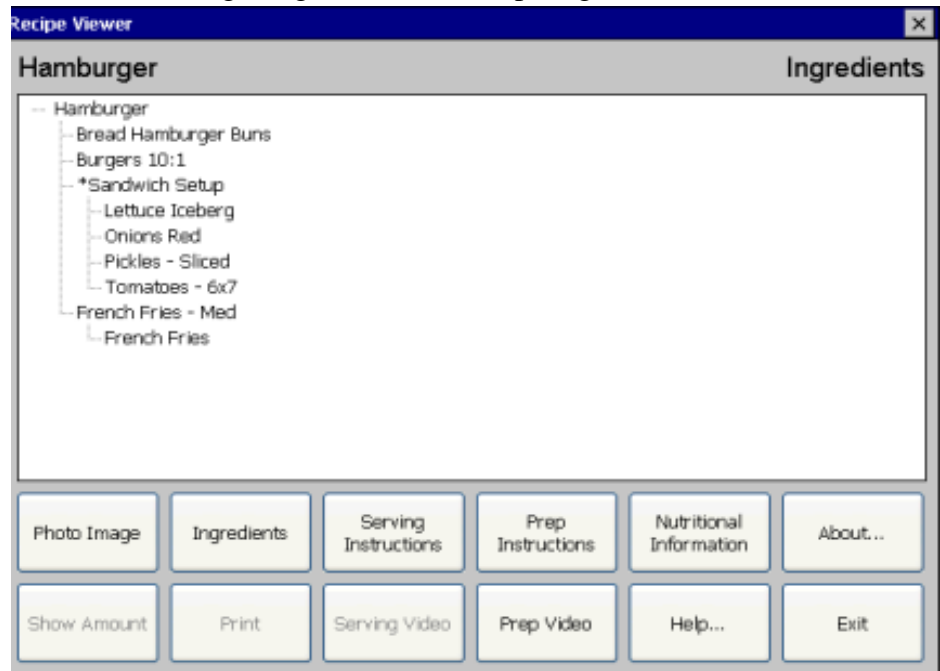 Recipe Viewer
Hamburger Ingredients
Hamburger
Bread Hamburger Buns
Burgers 10:1
*Sandwich Setup
Lettuce Iceberg
Onions Red
Pickles - Sliced
Tomatoes - 6x7
French Fries - Med
French Fries
Photo Image Ingredients Serving Instructions Prep Instructions Nutritional Information About...
Show Amount Print Serving Video Prep Video Help... Exit